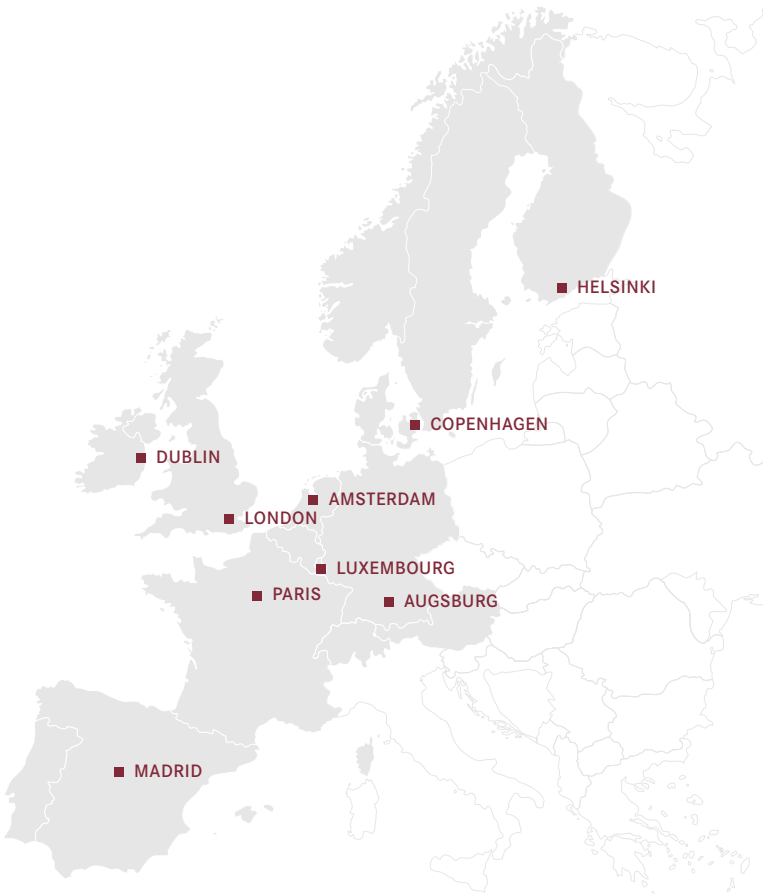 HELSINKI
COPENHAGEN
DUBLIN
AMSTERDAM
LONDON
LUXEMBOURG
PARIS
AUGSBURG
MADRID